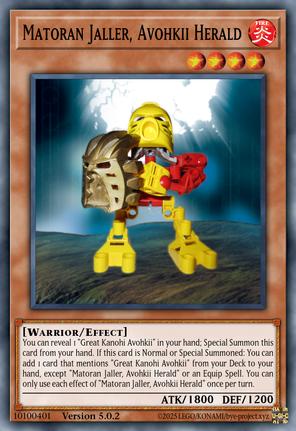 MATORAN JALLER, AVOHKII HERALD
FIRE
炎
[WARRIOR/EFFECT]
You can reveal 1 "Great Kanohi Avohkii" in your hand; Special Summon this
card from your hand. If this card is Normal or Special Summoned: You can
add 1 card that mentions "Great Kanohi Avohkii" from your Deck to your
hand, except "Matoran Jaller, Avohkii Herald" or an Equip Spell. You can
only use each effect of "Matoran Jaller, Avohkii Herald" once per turn.
ATK/1800 DEF/1200
10100401 Version 5.0.2 ©2025 LEGO/KONAMI/bye-project.xyz